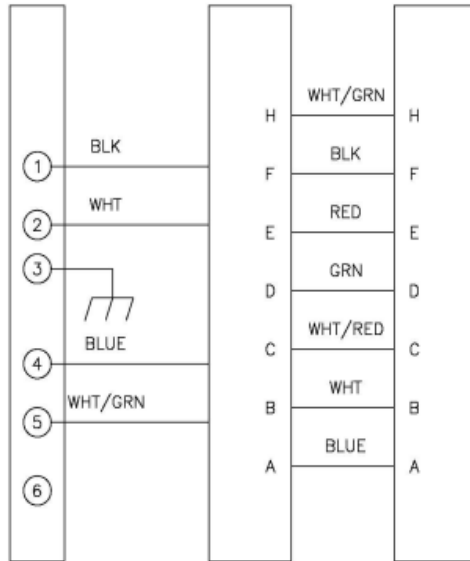 WHT/GRN
H H
BLK
BLK
1
F F
WHT
RED
2
E E
3
GRN
D D
BLUE
WHT/RED
C C
4
WHT/GRN
WHT
B B
5
BLUE
A A
6